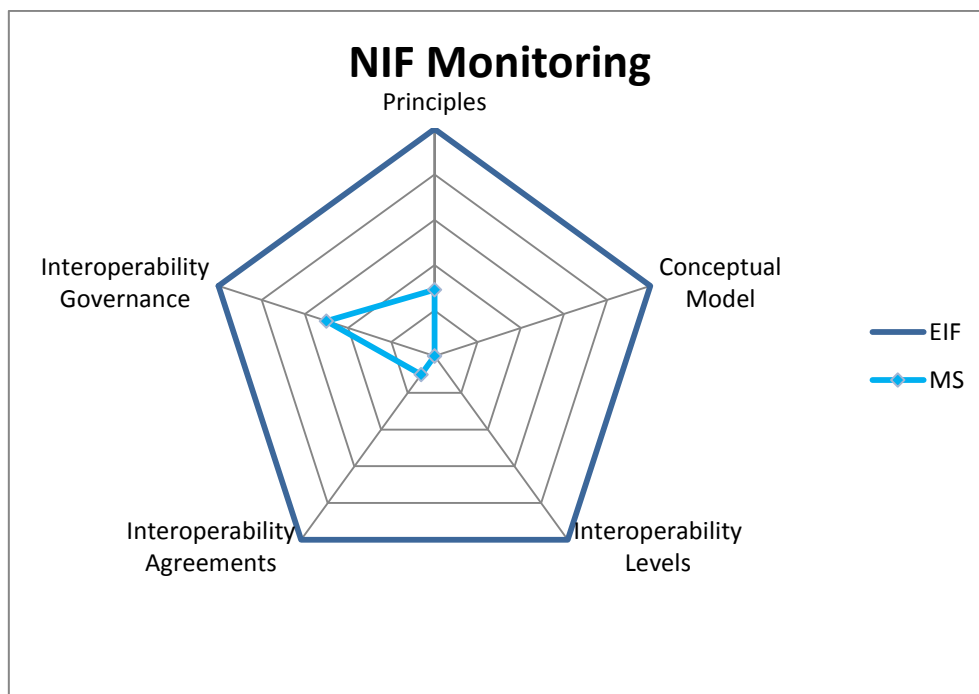 NIF Monitoring
Principles
Interoperability
Governance
Conceptual
Model
EIF
MS
Interoperability
Agreements
Interoperability
Levels